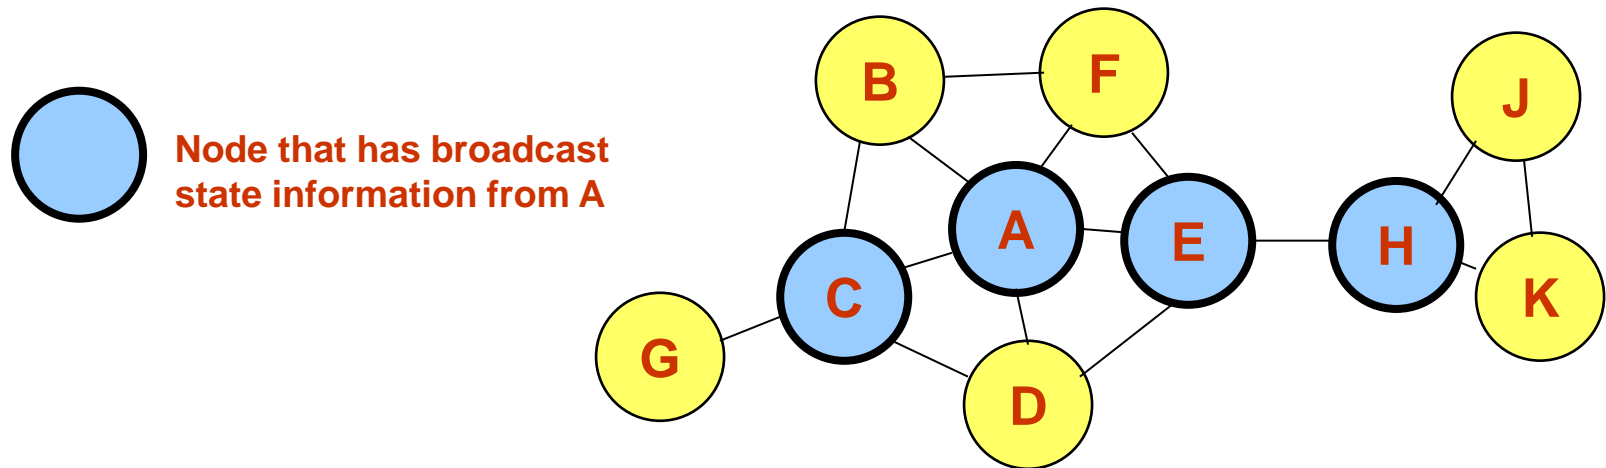 B
F
J
Node that has broadcast
state information from A
A
E
H
C
K
G
D